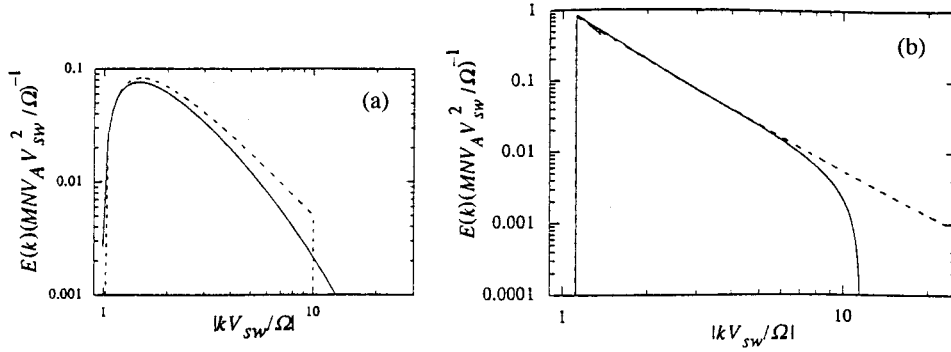 (a)
E(k)(MNV_A V_sw^2/Ω)^-1
0.1
0.01
0.001
1
10
|kV_sw/Ω|
(b)
E(k)(MNV_A V_sw^2/Ω)^-1
1
0.1
0.01
0.001
0.0001
1
10
|kV_sw/Ω|